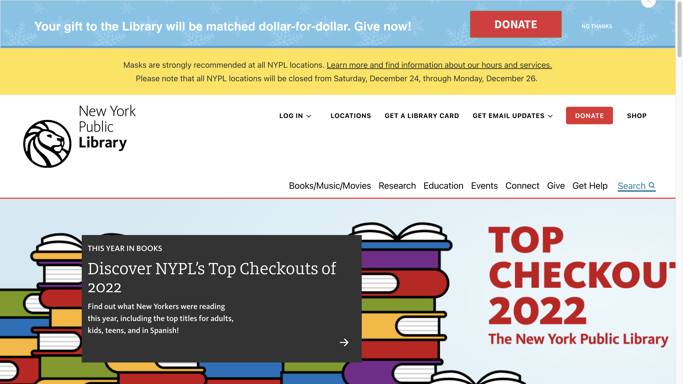 Your gift to the Library will be matched dollar-for-dollar. Give now!
DONATE
NO THANKS
Masks are strongly recommended at all NYPL locations. Learn more and find information about our hours and services.
Please note that all NYPL locations will be closed from Saturday, December 24, through Monday, December 26.
New York
Public
Library
LOG IN
LOCATIONS
GET A LIBRARY CARD
GET EMAIL UPDATES
DONATE
SHOP
Books/Music/Movies
Research
Education
Events
Connect
Give
Get Help
Search
THIS YEAR IN BOOKS
Discover NYPL's Top Checkouts of
2022
Find out what New Yorkers were reading
this year, including the top titles for adults,
kids, teens, and in Spanish!
TOP
CHECKOUT
2022
The New York Public Library